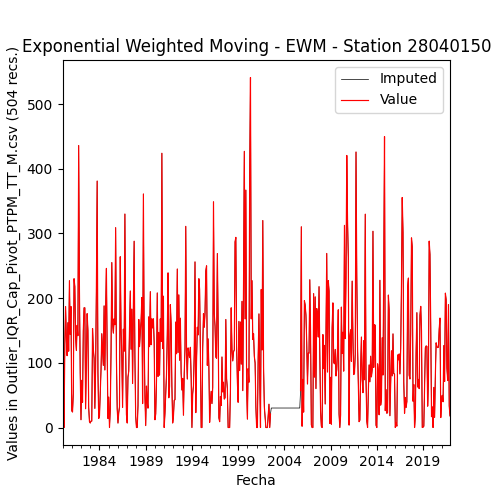 Exponential Weighted Moving - EWM - Station 28040150
Imputed
Value
Values in Outlier_IQR_Cap_Pivot_PTPM_TT_M.csv (504 recs.)
500
400
300
200
100
0
1984 1989 1994 1999 2004 2009 2014 2019
Fecha